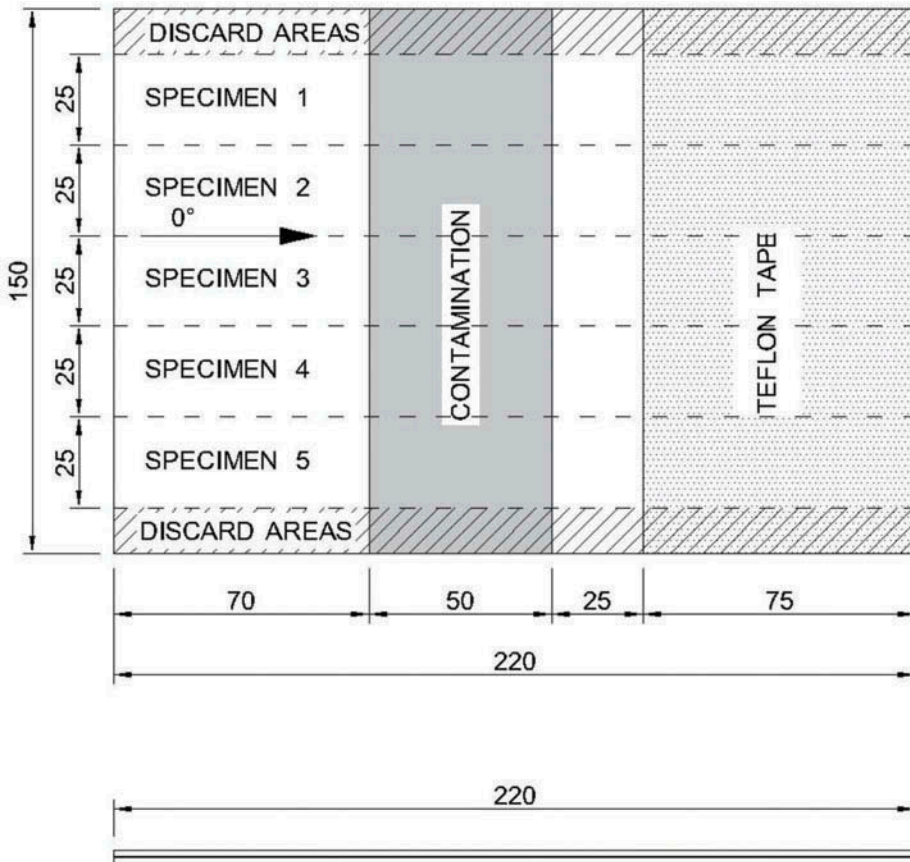 DISCARD AREAS
25
SPECIMEN 1
25
SPECIMEN 2
0°
150
25
SPECIMEN 3
CONTAMINATION
TEFLON TAPE
25
SPECIMEN 4
25
SPECIMEN 5
DISCARD AREAS
70
50
25
75
220
220